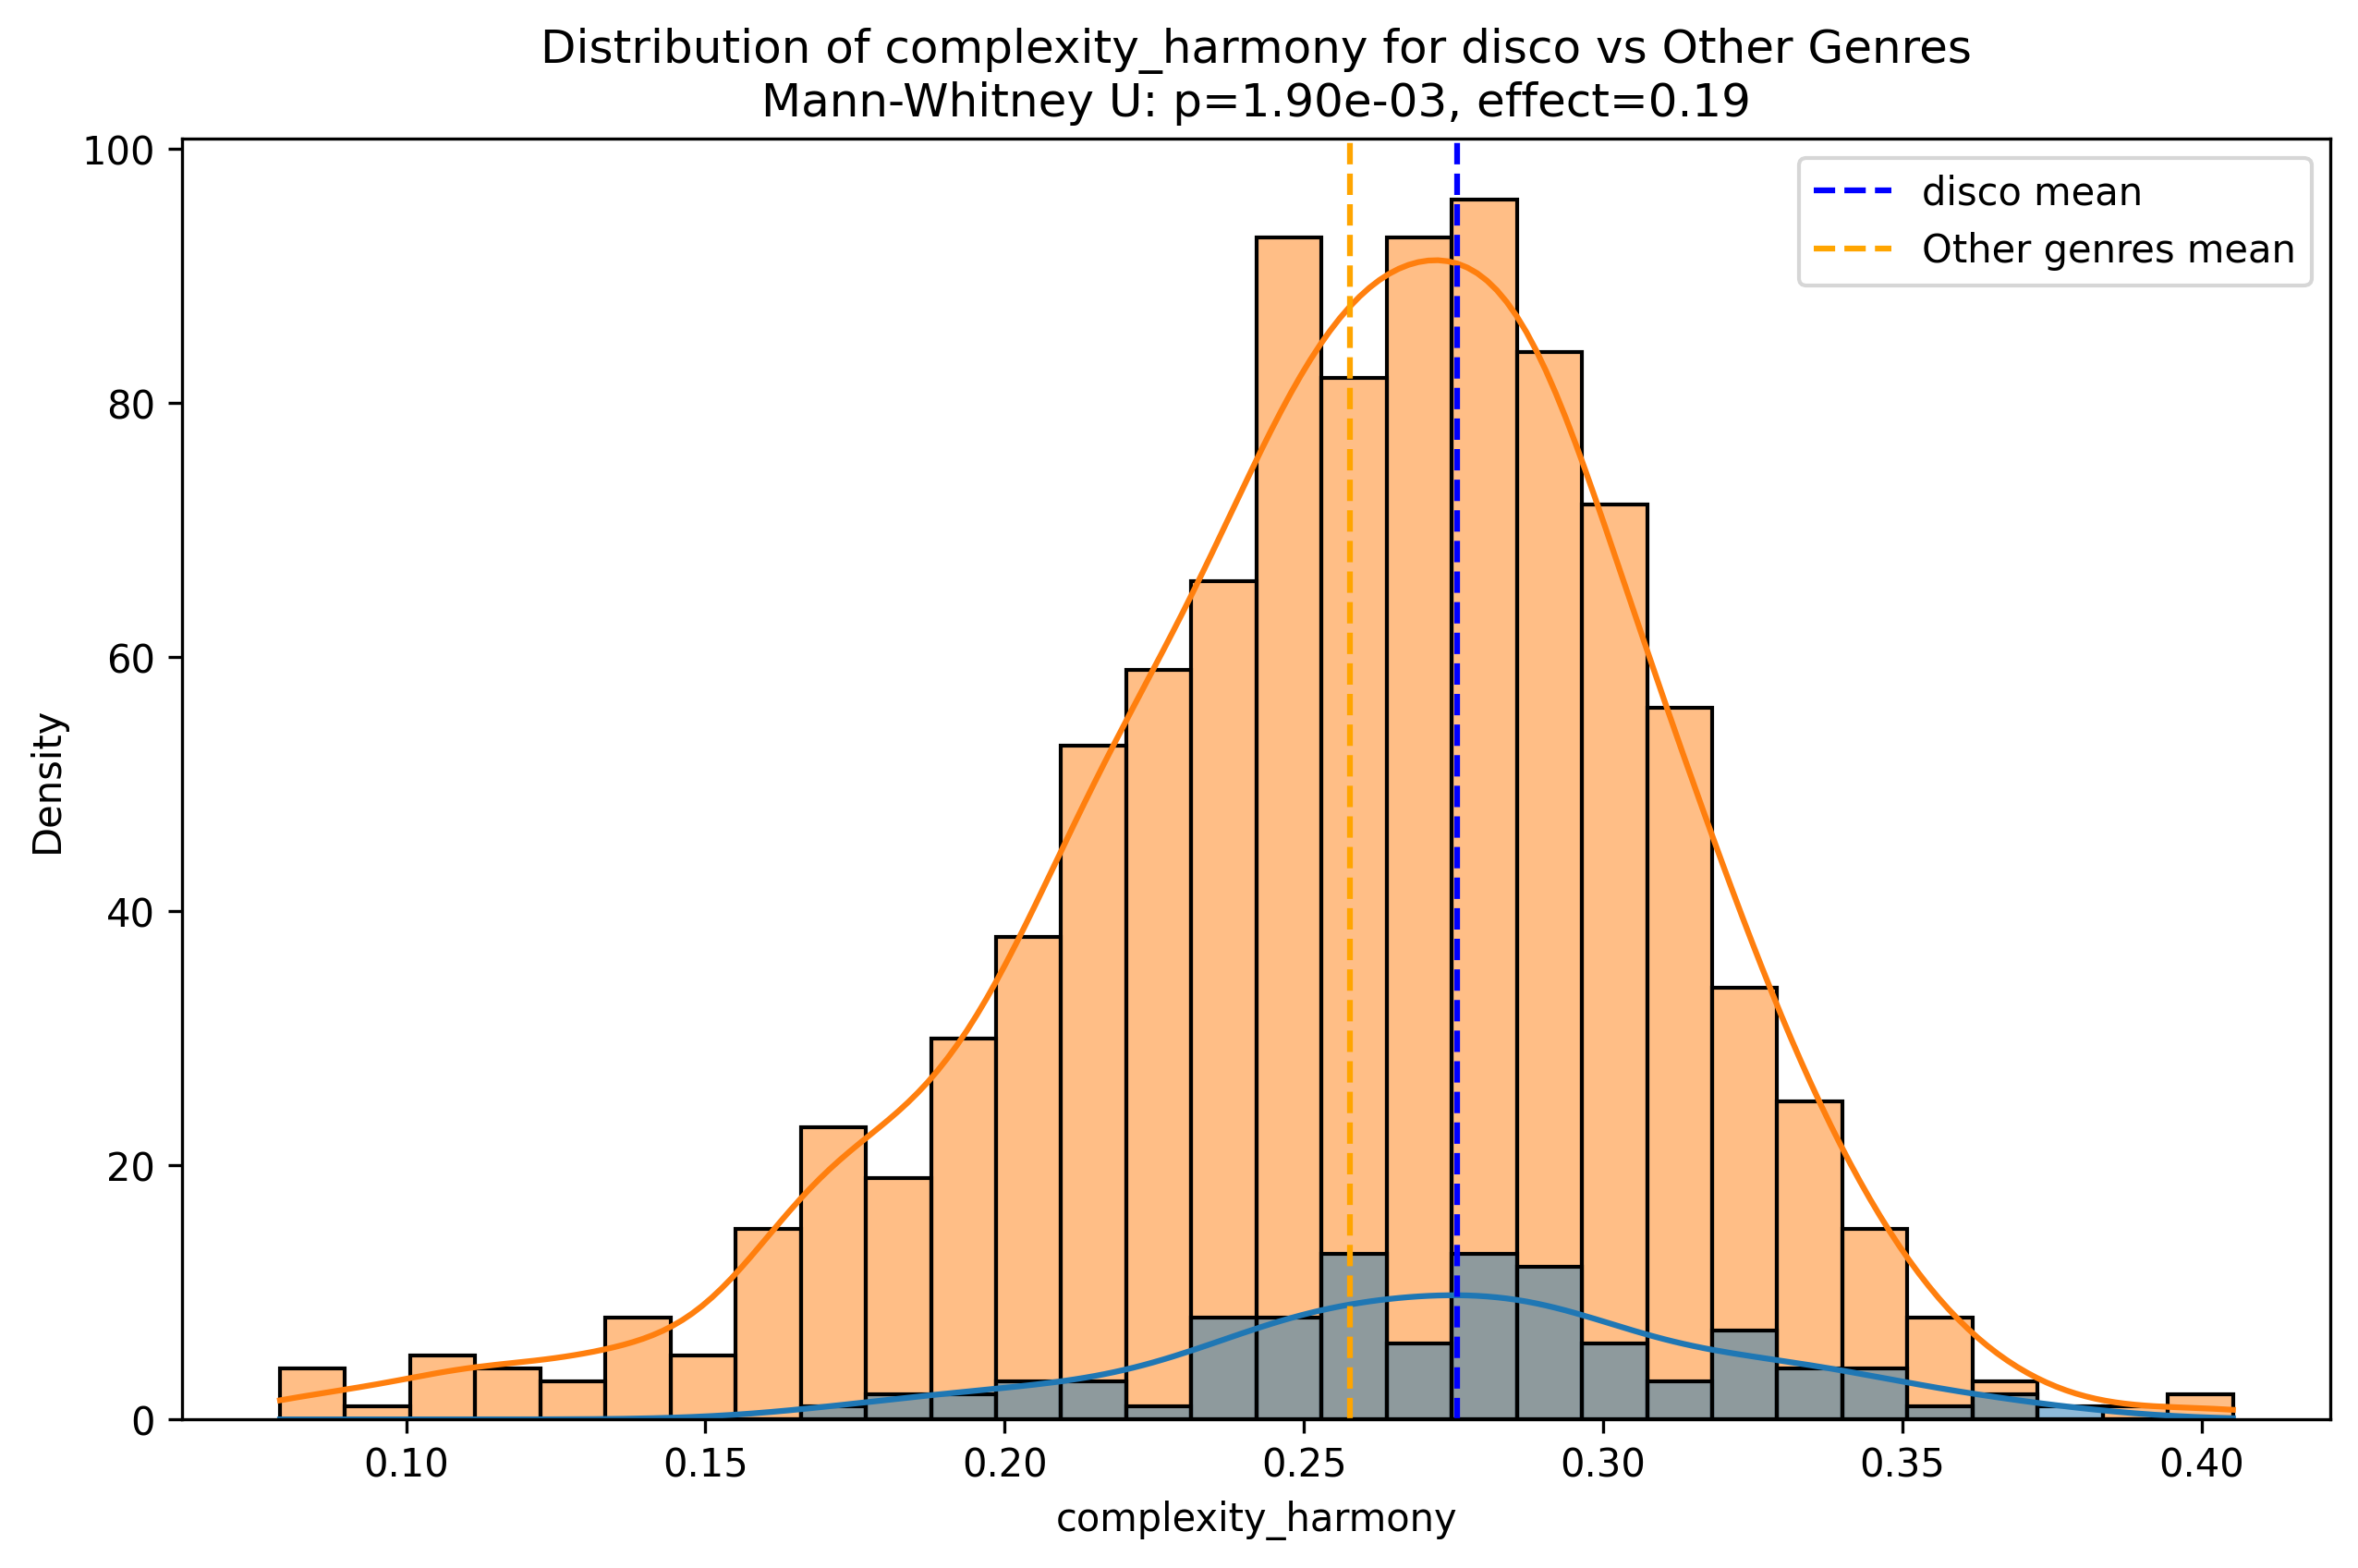 Distribution of complexity_harmony for disco vs Other Genres
Mann-Whitney U: p=1.90e-03, effect=0.19
disco mean
Other genres mean
Density
100
80
60
40
20
0
0.10 0.15 0.20 0.25 0.30 0.35 0.40
complexity_harmony